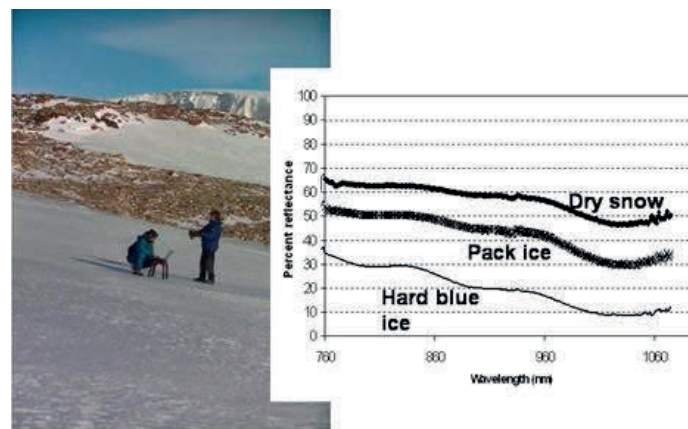 100
90
80
70
60
50
40
30
20
10
0
Percent reflectance
Dry snow
Pack ice
Hard blue
ice
760 860 960 1060
Wavelength (nm)